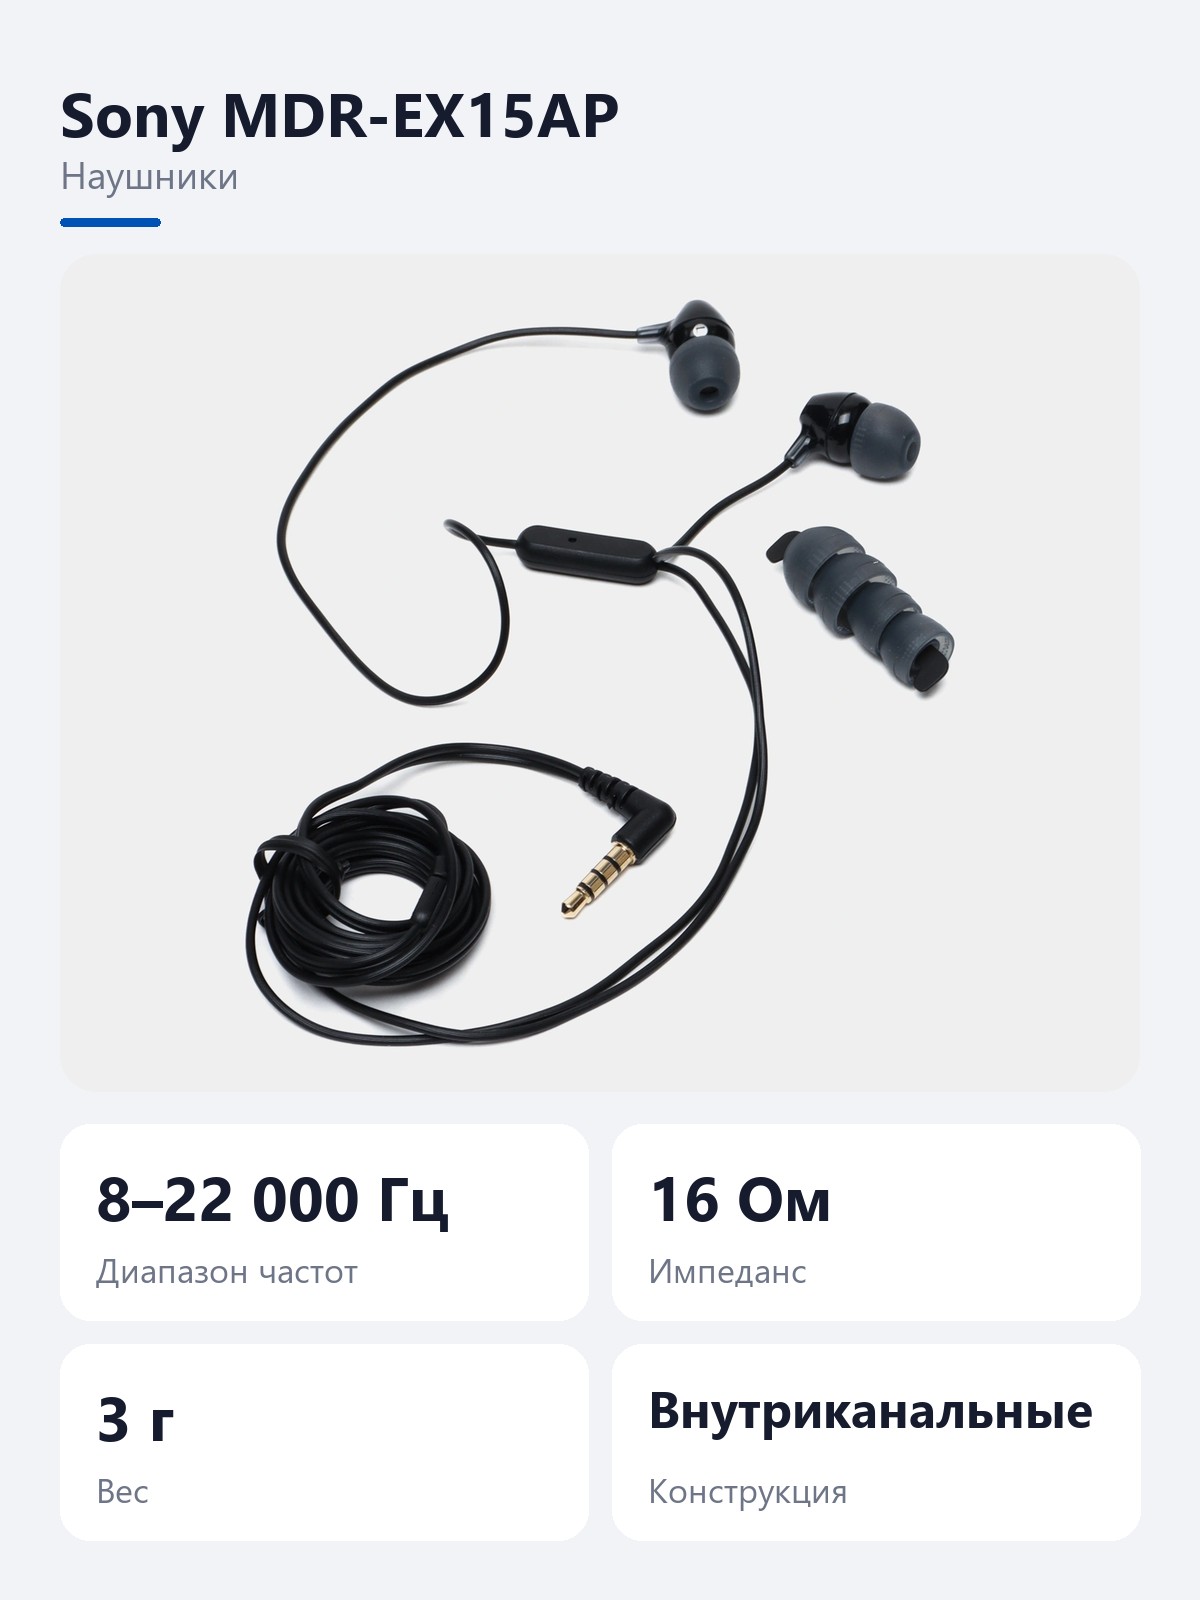 Sony MDR-EX15AP
Наушники
8–22 000 Гц
Диапазон частот
16 Ом
Импеданс
3 г
Вес
Внутриканальные
Конструкция